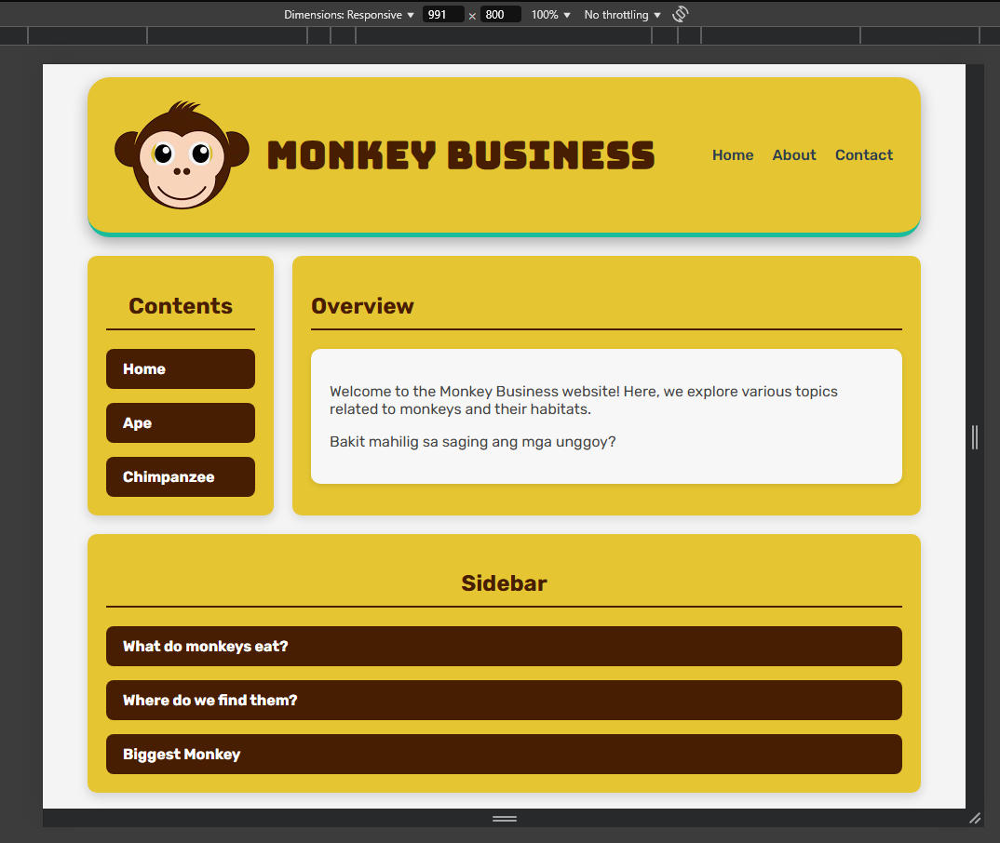 Dimensions: Responsive ▼ 991 × 800 100% ▼ No throttling ▼
MONKEY BUSINESS
Home About Contact
Contents
Home
Ape
Chimpanzee
Overview
Welcome to the Monkey Business website! Here, we explore various topics
related to monkeys and their habitats.
Bakit mahilig sa saging ang mga unggoy?
Sidebar
What do monkeys eat?
Where do we find them?
Biggest Monkey